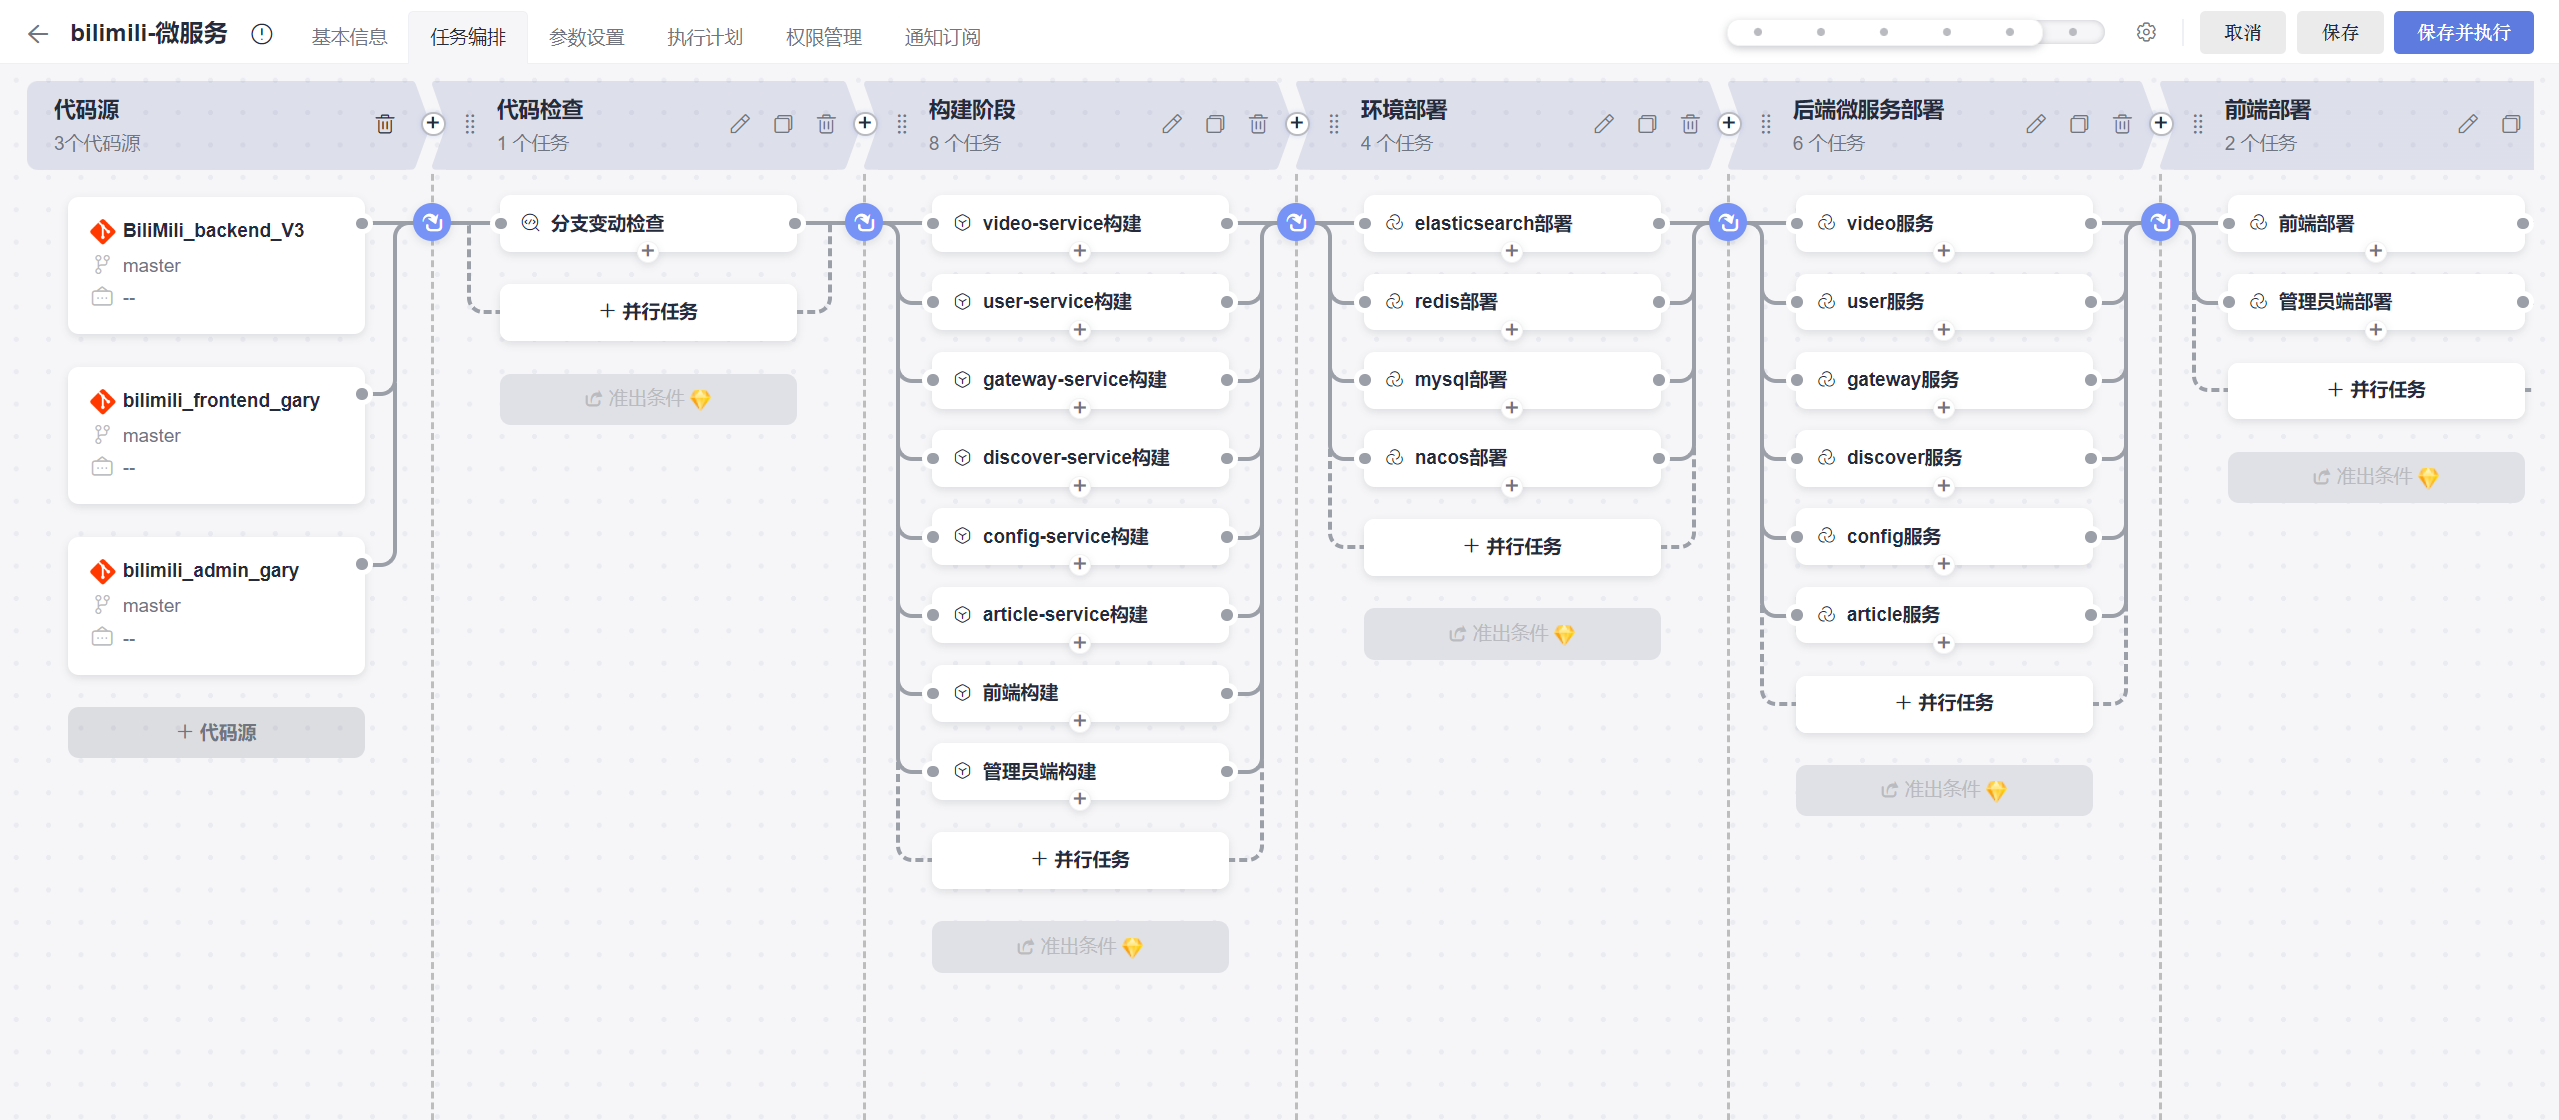 bilimili-微服务
基本信息
任务编排
参数设置
执行计划
权限管理
通知订阅
取消
保存
保存并执行
代码源
3个代码源
BiliMili_backend_V3
master
--
bilimili_frontend_gary
master
--
bilimili_admin_gary
master
--
+ 代码源
代码检查
1 个任务
分支变动检查
+ 并行任务
准出条件
构建阶段
8 个任务
video-service构建
user-service构建
gateway-service构建
discover-service构建
config-service构建
article-service构建
前端构建
管理员端构建
+ 并行任务
准出条件
环境部署
4 个任务
elasticsearch部署
redis部署
mysql部署
nacos部署
+ 并行任务
准出条件
后端微服务部署
6 个任务
video服务
user服务
gateway服务
discover服务
config服务
article服务
+ 并行任务
准出条件
前端部署
2 个任务
前端部署
管理员端部署
+ 并行任务
准出条件